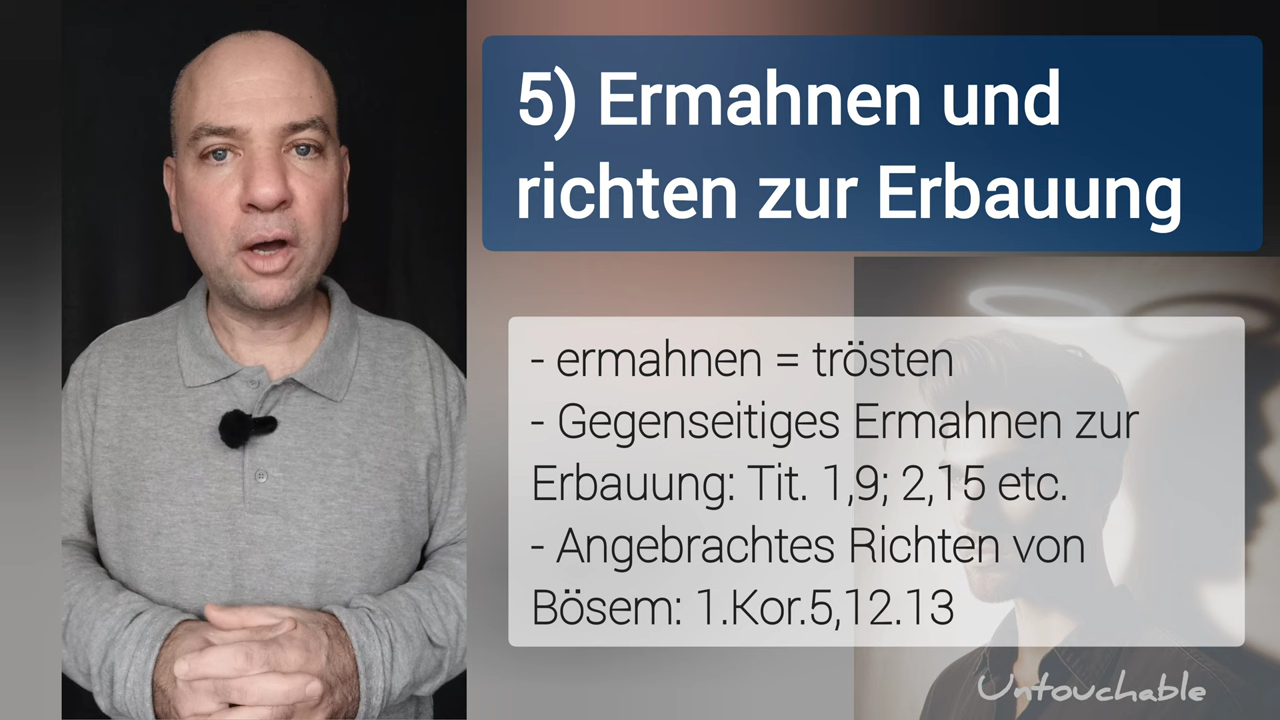 5) Ermahnen und
richten zur Erbauung
- ermahnen = trösten
- Gegenseitiges Ermahnen zur
Erbauung: Tit. 1,9; 2,15 etc.
- Angebrachtes Richten von
Bösem: 1.Kor.5,12.13
Untouchable